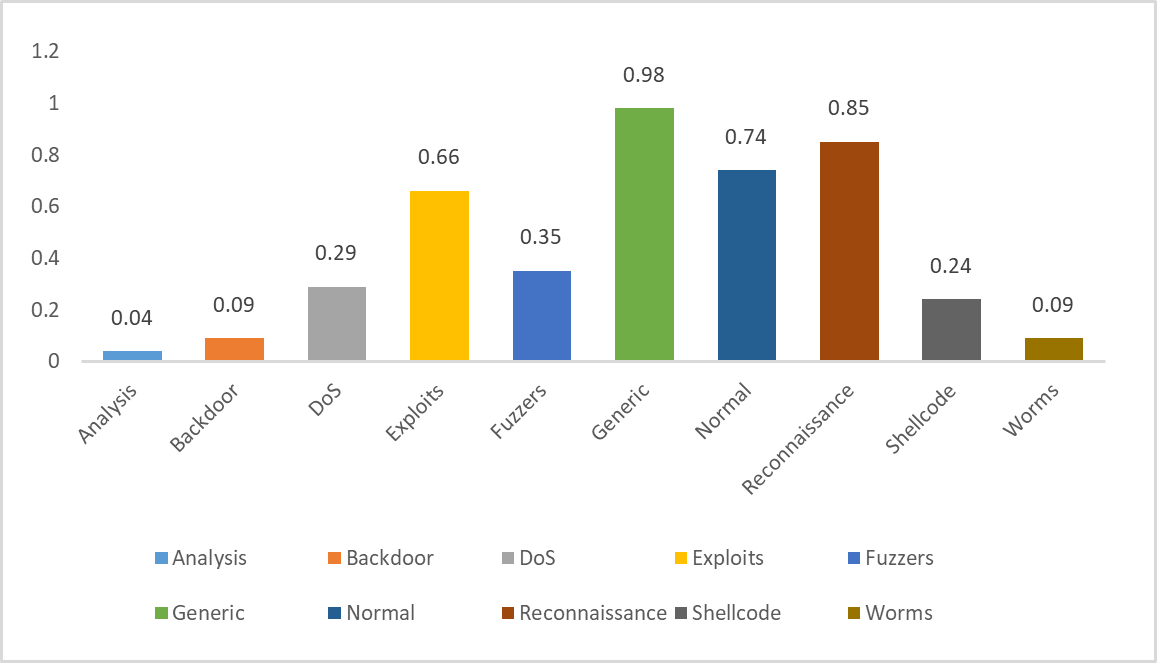 1.2
1
0.8
0.6
0.4
0.2
0
0.04
0.09
0.29
0.66
0.35
0.98
0.74
0.85
0.24
0.09
Analysis
Backdoor
DoS
Exploits
Fuzzers
Generic
Normal
Reconnaissance
Shellcode
Worms
Analysis Backdoor DoS Exploits Fuzzers
Generic Normal Reconnaissance Shellcode Worms